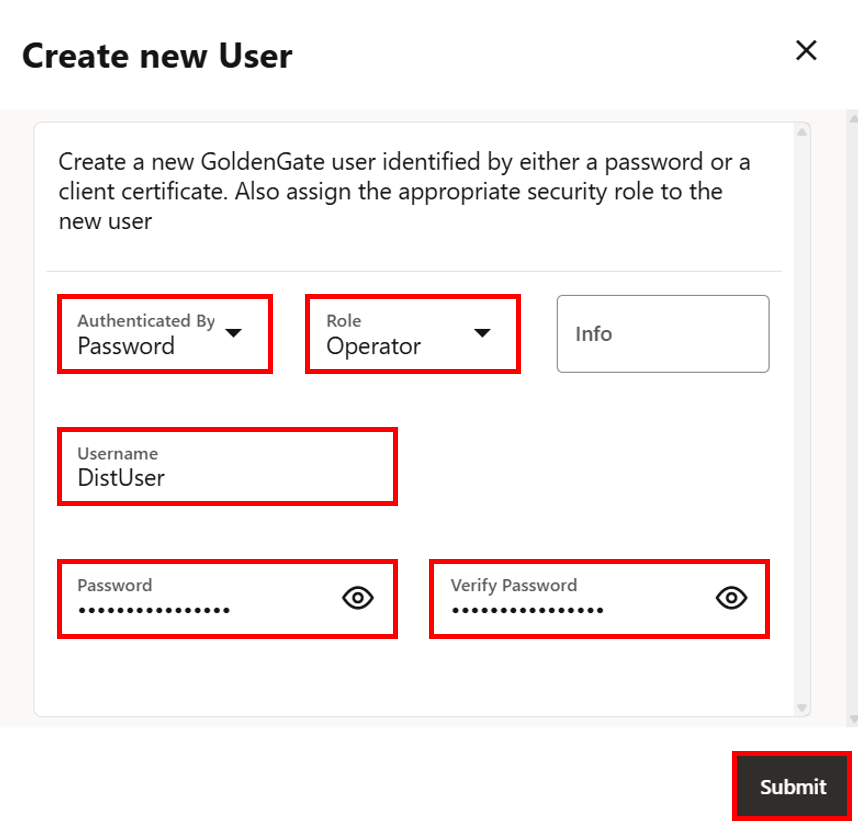 Create new User
Create a new GoldenGate user identified by either a password or a
client certificate. Also assign the appropriate security role to the
new user
Authenticated By
Password
Role
Operator
Info
Username
DistUser
Password
••••••••••••••••
Verify Password
••••••••••••••••
Submit